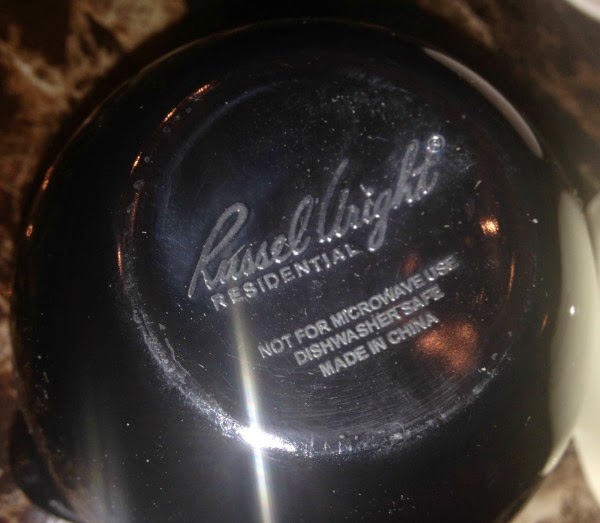 Russel Wright®
RESIDENTIAL
NOT FOR MICROWAVE USE
DISHWASHER SAFE
MADE IN CHINA